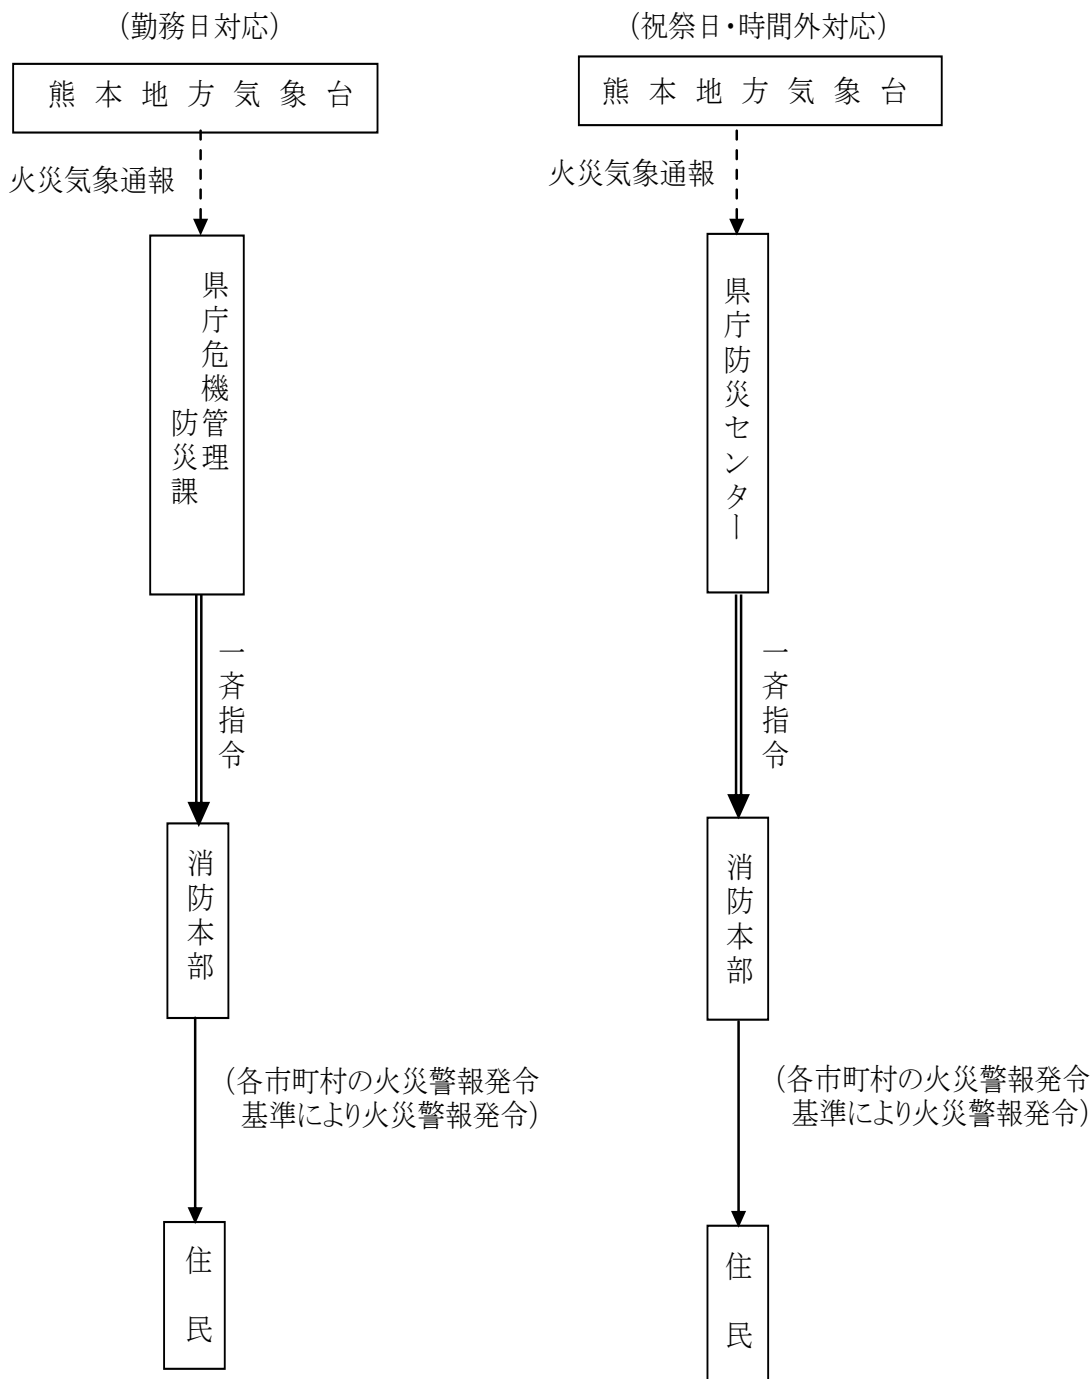 (勤務日対応)
熊本地方気象台
火災気象通報
県庁危機管理
防災課
一斉指令
消防本部
(各市町村の火災警報発令
基準により火災警報発令)
住民
(祝祭日・時間外対応)
熊本地方気象台
火災気象通報
県庁防災センター
一斉指令
消防本部
(各市町村の火災警報発令
基準により火災警報発令)
住民